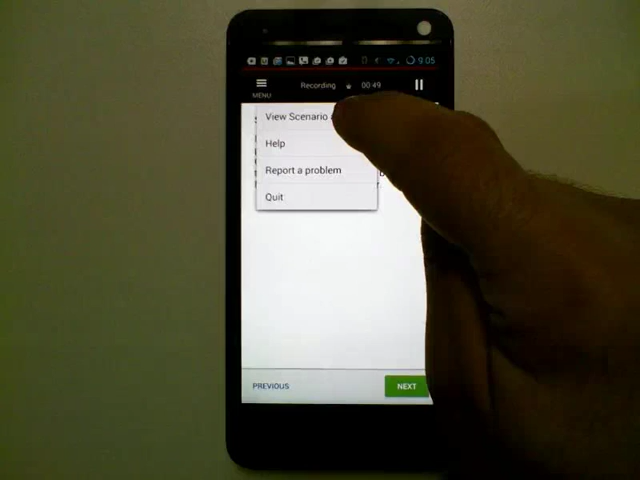 9:05
MENU
Recording 00:49
View Scenario
Help
Report a problem
Quit
PREVIOUS
NEXT